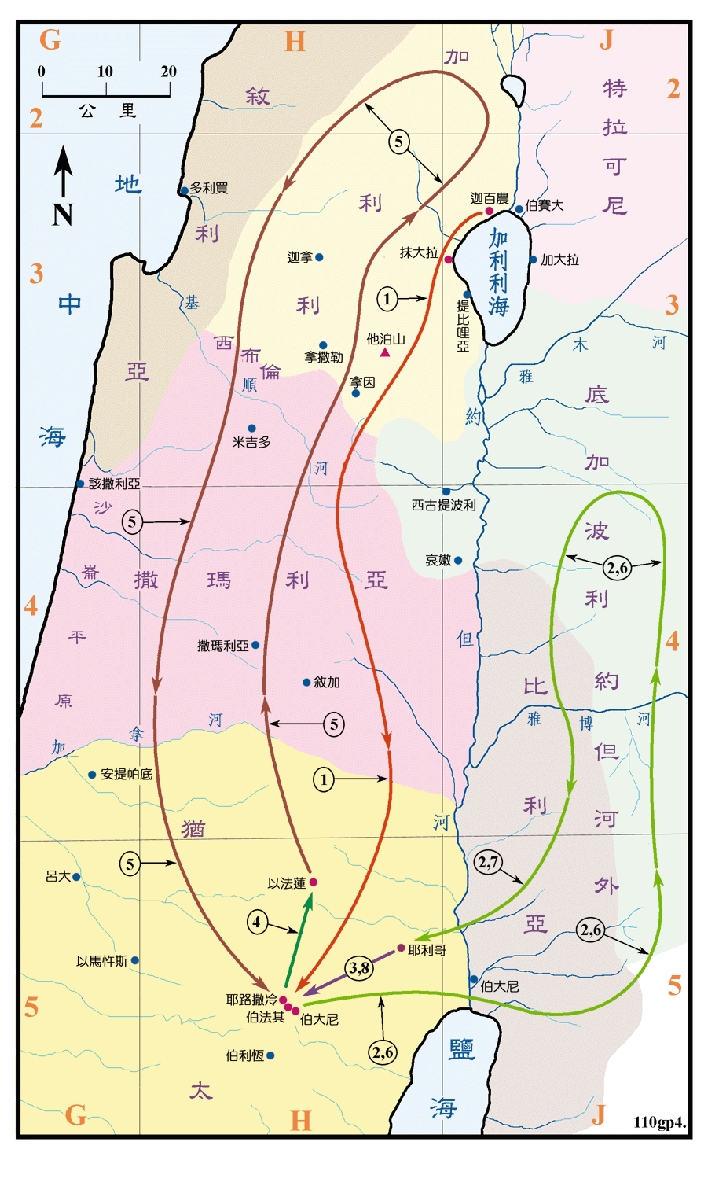 G
H
J
0 10 20
公里
2
2
N
地
中
海
敘
利
亞
加
利
利
特拉可尼
多利買
迦百農
伯賽大
抹大拉
加利利海
加大拉
提比哩亞
迦拿
3
3
基
順
河
西布倫
拿撒勒
他泊山
拿因
米吉多
約
但
河
雅
木
河
底
加
波
利
該撒利亞
沙
崙
平
原
西古提波利
哀嫩
撒
瑪
利
亞
4
4
撒瑪利亞
敘加
比
利
亞
約
但
河
外
雅
博
河
加
拿
河
安提帕底
猶
太
呂大
以法蓮
以馬忤斯
耶利哥
伯大尼
耶路撒冷
伯法其
伯大尼
伯利恆
5
5
鹽
海
5
1
5
2,6
5
1
5
2,7
4
3,8
2,6
2,6
G
H
J
110gp4.